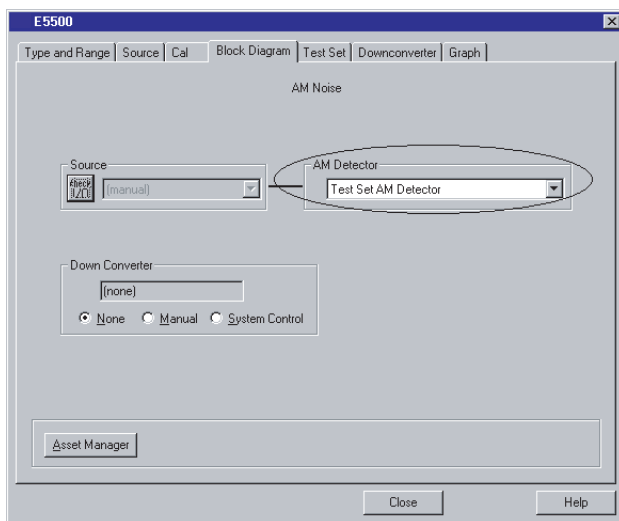 E5500
Type and Range Source Cal Block Diagram Test Set Downconverter Graph
AM Noise
Source
check I/O
(manual)
AM Detector
Test Set AM Detector
Down Converter
(none)
None Manual System Control
Asset Manager
Close Help